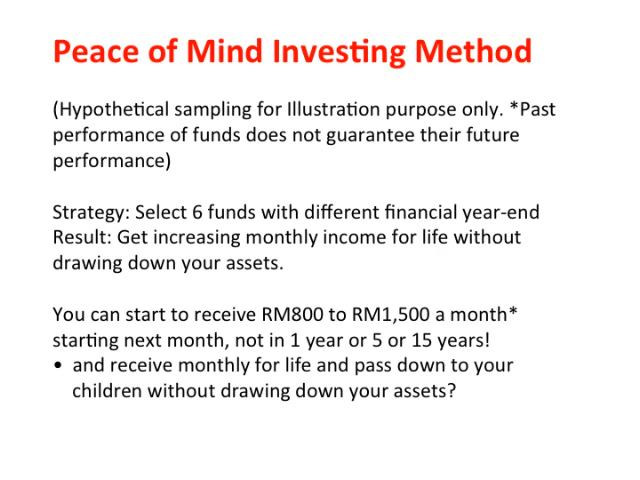 Peace of Mind Investing Method
(Hypothetical sampling for Illustration purpose only. *Past
performance of funds does not guarantee their future
performance)
Strategy: Select 6 funds with different financial year-end
Result: Get increasing monthly income for life without
drawing down your assets.
You can start to receive RM800 to RM1,500 a month*
starting next month, not in 1 year or 5 or 15 years!
• and receive monthly for life and pass down to your
children without drawing down your assets?